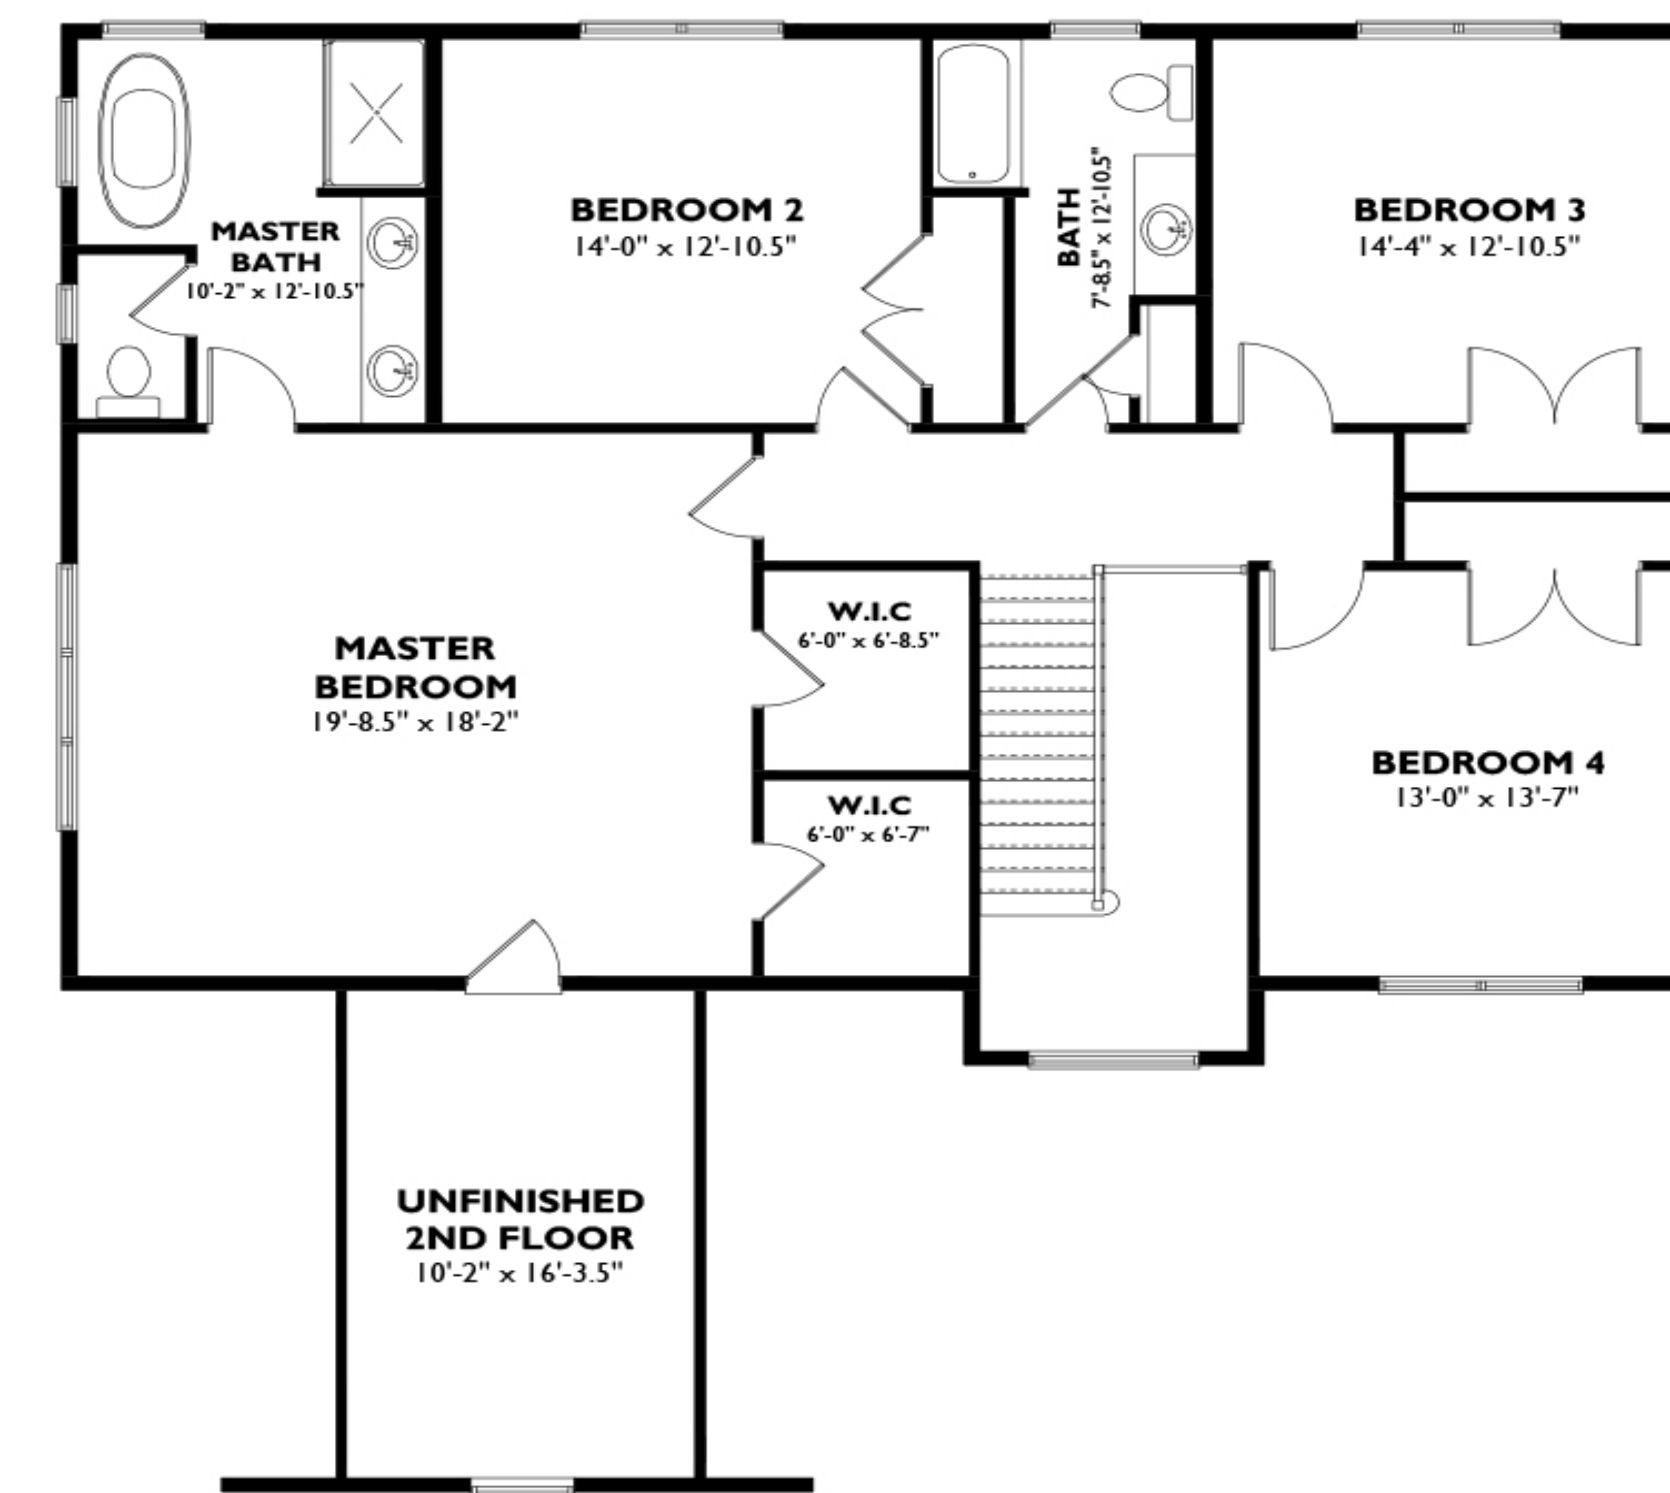 MASTER
BATH
10'-2" x 12'-10.5"
BEDROOM 2
14'-0" x 12'-10.5"
BATH
7'-8.5" x 12'-10.5"
BEDROOM 3
14'-4" x 12'-10.5"
MASTER
BEDROOM
19'-8.5" x 18'-2"
W.I.C
6'-0" x 6'-8.5"
W.I.C
6'-0" x 6'-7"
BEDROOM 4
13'-0" x 13'-7"
UNFINISHED
2ND FLOOR
10'-2" x 16'-3.5"